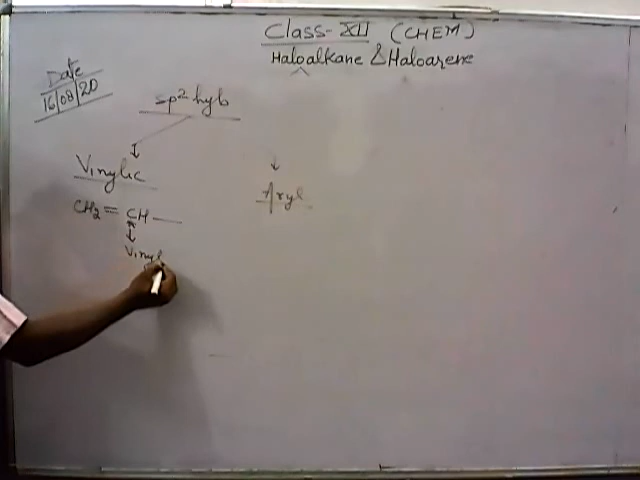 Class-XII (CHEM)
Haloalkane & Haloarene
Date
16/08/20
sp² hyb
Vinylic
Aryl
CH₂ = CH —
Vinyl